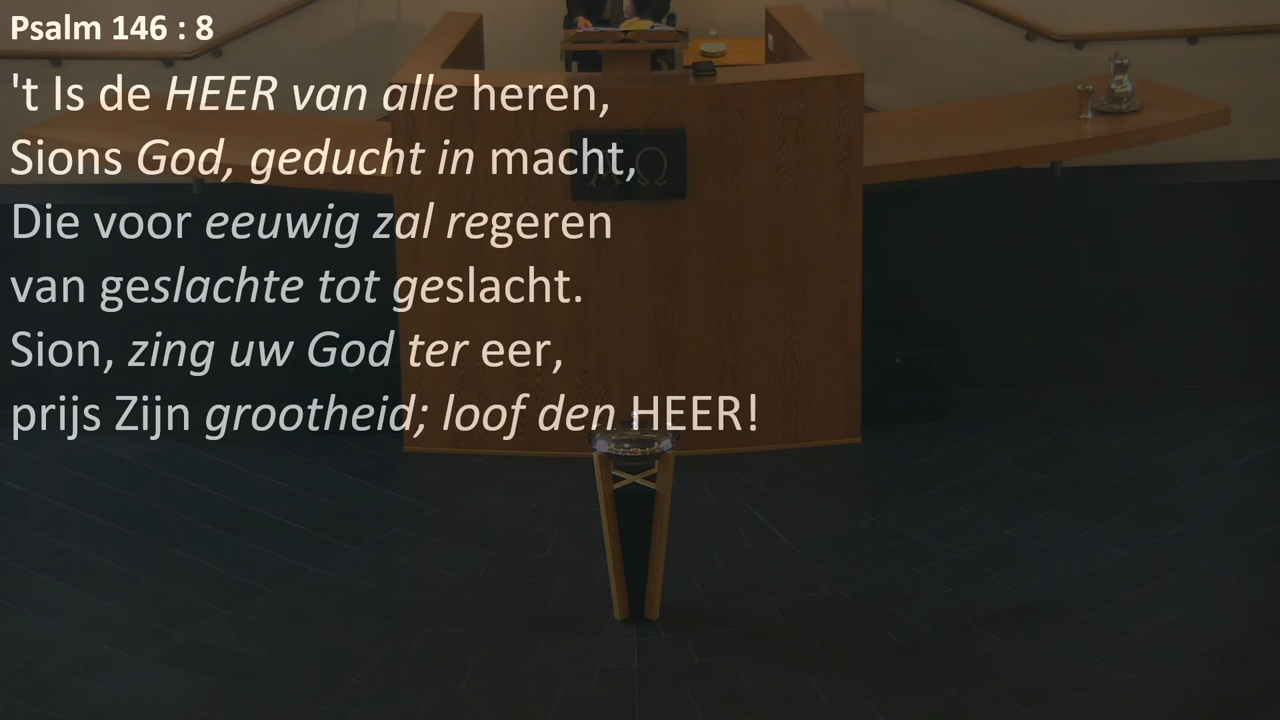 Psalm 146 : 8
't Is de HEER van alle heren,
Sions God, geducht in macht,
Die voor eeuwig zal regeren
van geslachte tot geslacht.
Sion, zing uw God ter eer,
prijs Zijn grootheid; loof den HEER!
ΑΩ